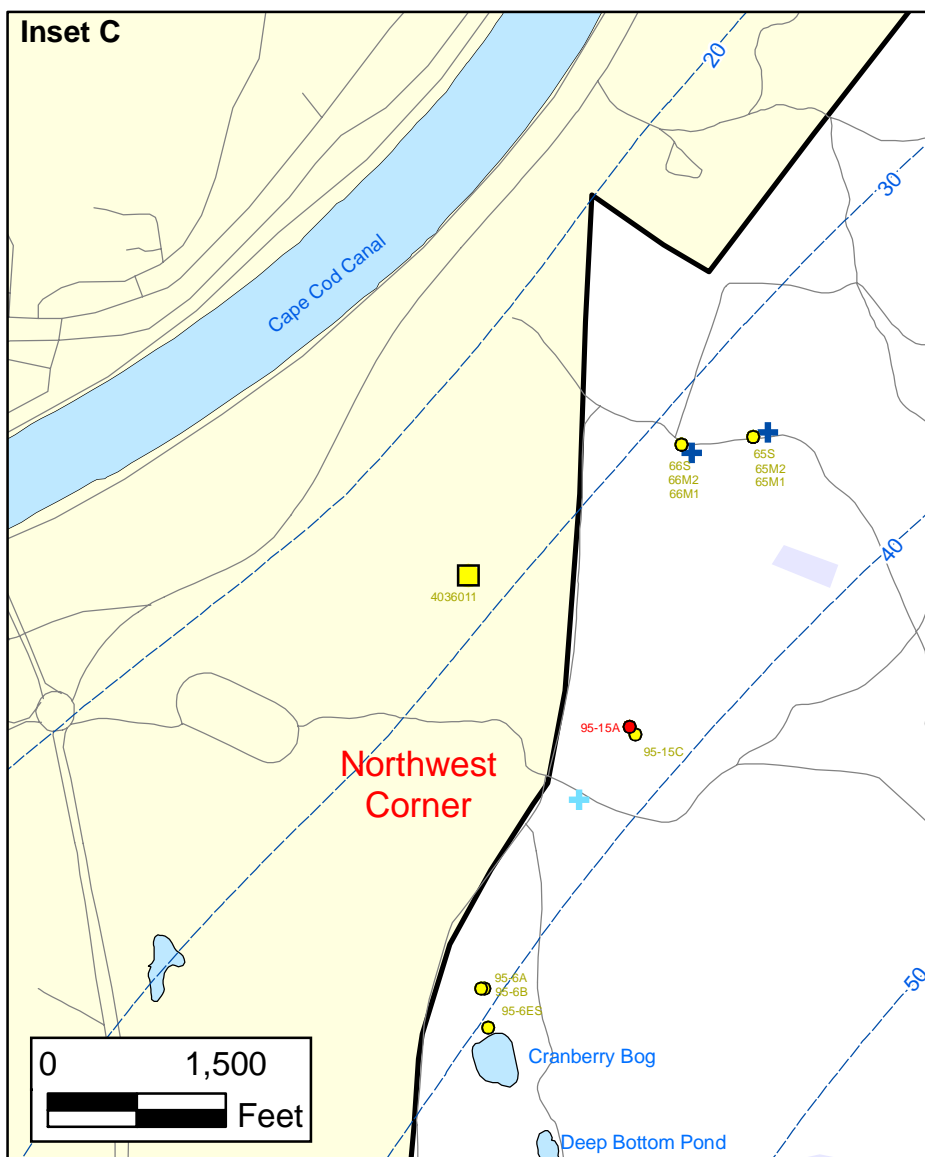 Inset C
20
30
Cape Cod Canal
66S
66M2
66M1
65S
65M2
65M1
40
4036011
95-15A
95-15C
Northwest
Corner
50
95-6A
95-6B
95-6ES
Cranberry Bog
0 1,500
Feet
Deep Bottom Pond